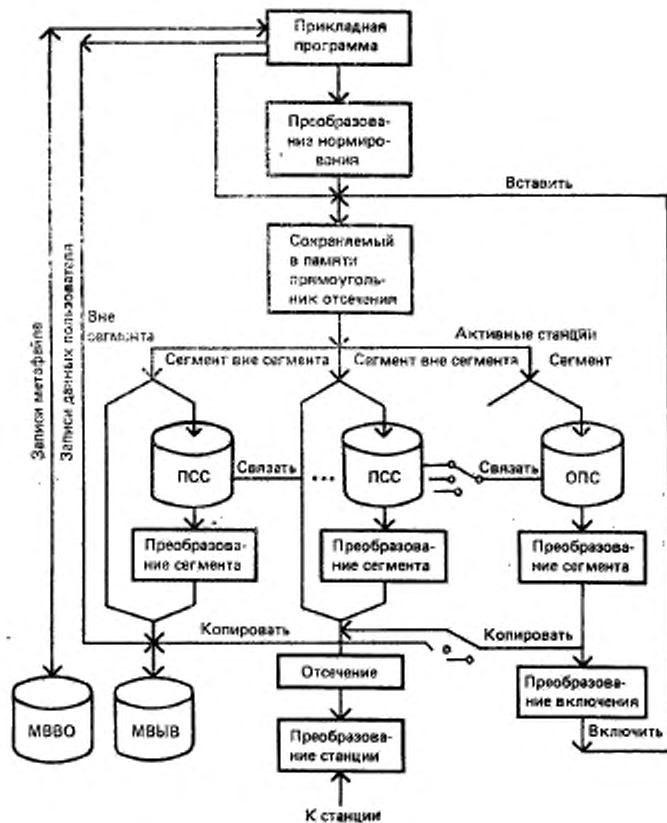 Прикладная
программа
Преобразова-
ние нормиро-
вания
Вставить
Сохраняемый
в памяти
прямоуголь-
ник отсечения
Записи метафайла
Записи данных пользователя
Вне
сегмента
Активные станции
Сегмент вне сегмента
Сегмент вне сегмента
Сегмент
ПСС
Связать
...
ПСС
Связать
ОПС
Преобразова-
ние сегмента
Преобразова-
ние сегмента
Преобразова-
ние сегмента
Копировать
Копировать
МВВО
МВЫВ
Отсечение
Преобразова-
ние станции
Преобразова-
ние включения
Включить
К станции